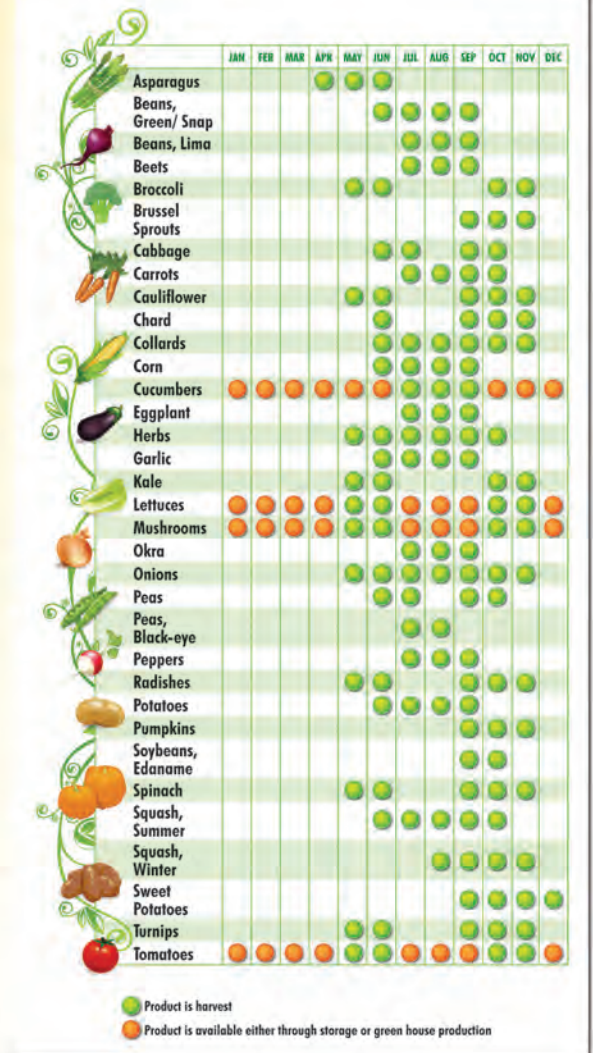 JAN FEB MAR APR MAY JUN JUL AUG SEP OCT NOV DEC
Asparagus
Beans,
Green/ Snap
Beans, Lima
Beets
Broccoli
Brussel
Sprouts
Cabbage
Carrots
Cauliflower
Chard
Collards
Corn
Cucumbers
Eggplant
Herbs
Garlic
Kale
Lettuces
Mushrooms
Okra
Onions
Peas
Peas,
Black-eye
Peppers
Radishes
Potatoes
Pumpkins
Soybeans,
Edaname
Spinach
Squash,
Summer
Squash,
Winter
Sweet
Potatoes
Turnips
Tomatoes
Product is harvest
Product is available either through storage or green house production